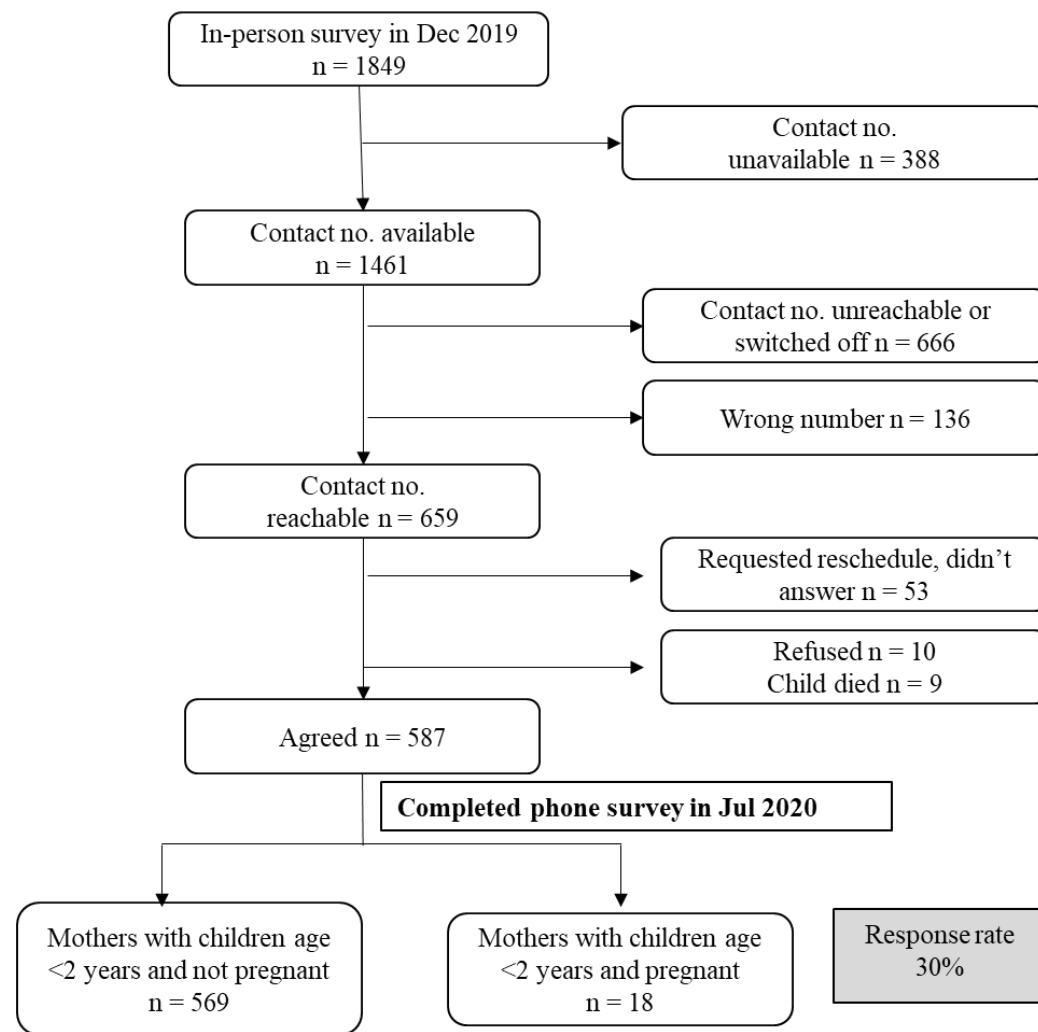 In-person survey in Dec 2019
n = 1849
Contact no.
unavailable n = 388
Contact no. available
n = 1461
Contact no. unreachable or
switched off n = 666
Wrong number n = 136
Contact no.
reachable n = 659
Requested reschedule, didn’t
answer n = 53
Refused n = 10
Child died n = 9
Agreed n = 587
Completed phone survey in Jul 2020
Mothers with children age
<2 years and not pregnant
n = 569
Mothers with children age
<2 years and pregnant
n = 18
Response rate
30%